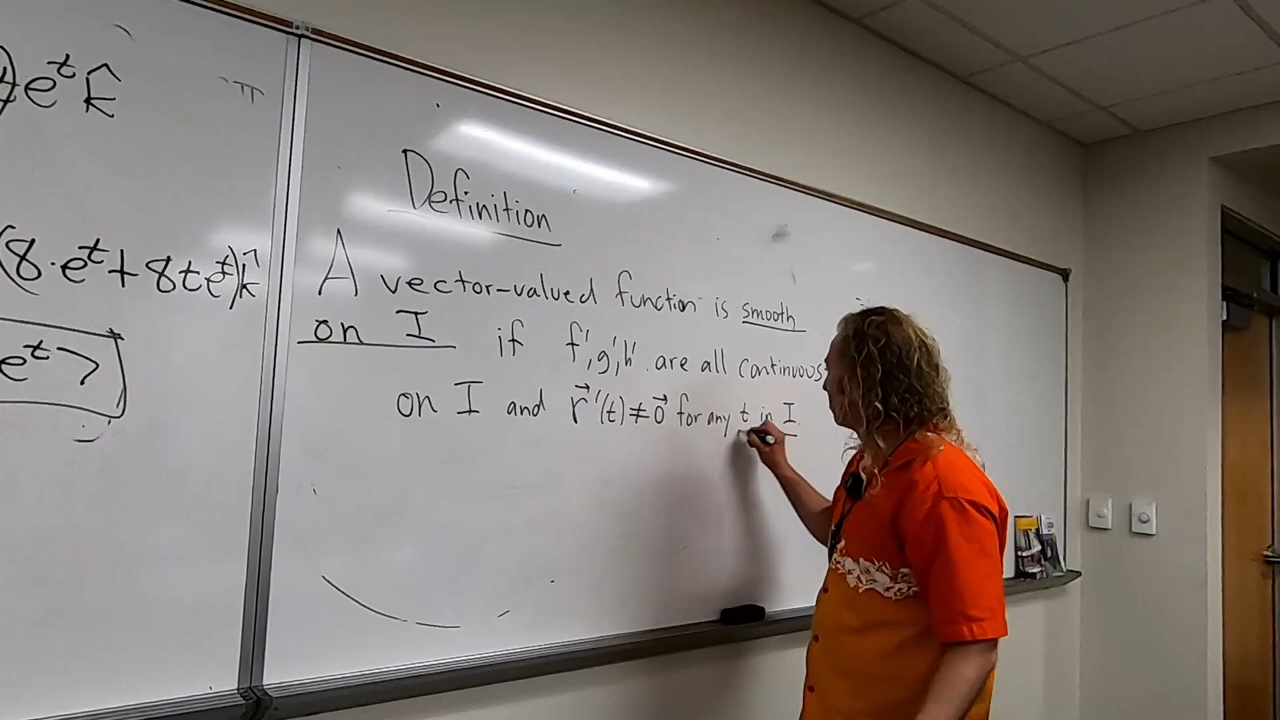 e^t k̂
π
(8·e^t+8te^t)k̂
e^t >
Definition
A vector-valued function is smooth
on I if f', g', h' are all continuous
on I and r⃗'(t)≠0⃗ for any t in I.